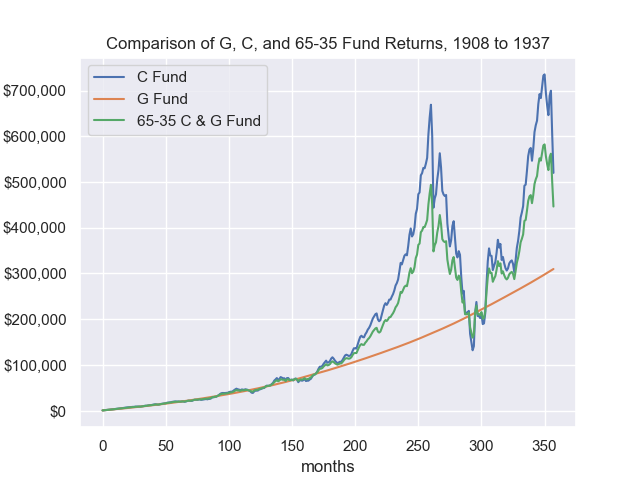 Comparison of G, C, and 65-35 Fund Returns, 1908 to 1937
C Fund
G Fund
65-35 C & G Fund
$700,000
$600,000
$500,000
$400,000
$300,000
$200,000
$100,000
$0
0 50 100 150 200 250 300 350
months